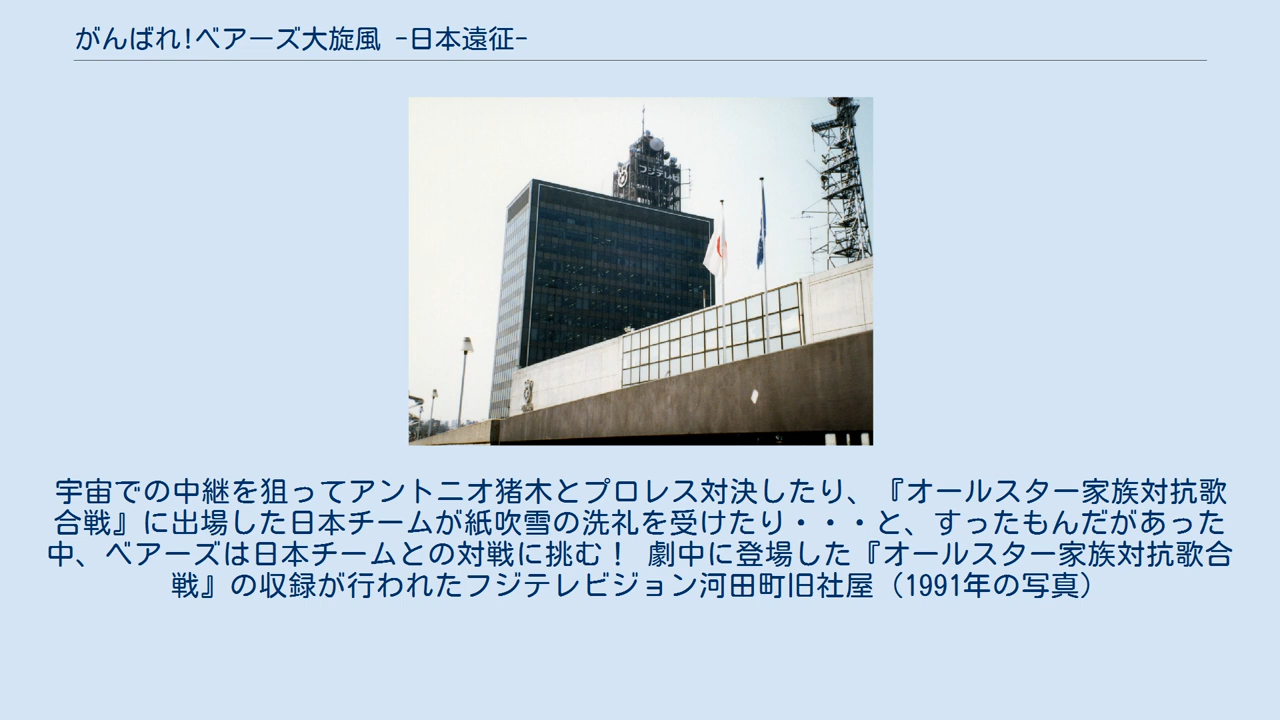 がんばれ!ベアーズ大旋風 -日本遠征-
フジテレビ
宇宙での中継を狙ってアントニオ猪木とプロレス対決したり、『オールスター家族対抗歌
合戦』に出場した日本チームが紙吹雪の洗礼を受けたり・・・と、すったもんだがあった
中、ベアーズは日本チームとの対戦に挑む！ 劇中に登場した『オールスター家族対抗歌合
戦』の収録が行われたフジテレビジョン河田町旧社屋（1991年の写真）